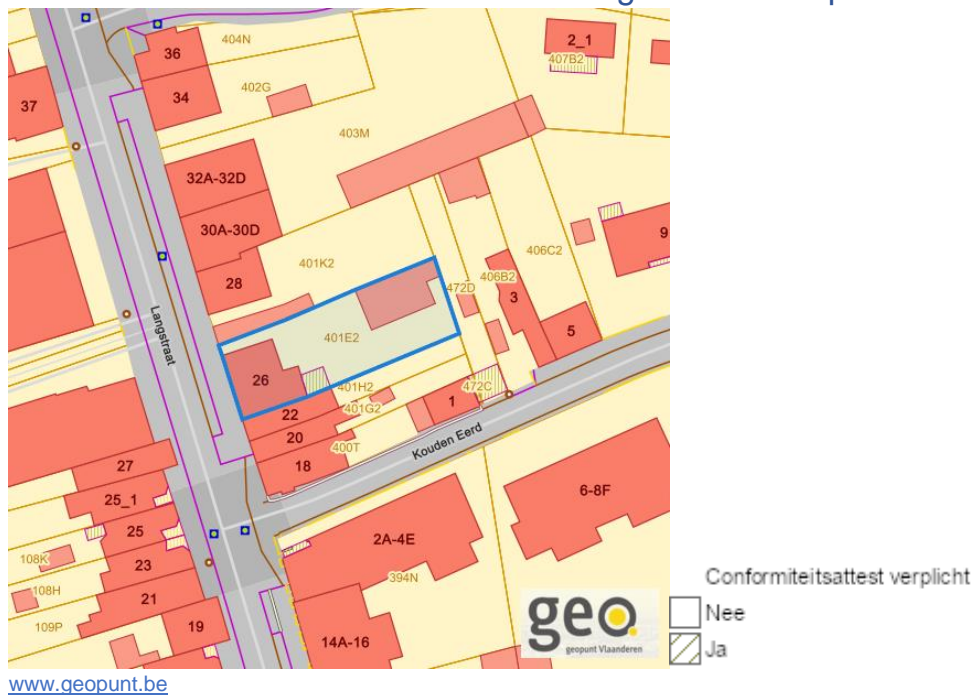 36
404N
2_1
407B2
37
34
402G
403M
32A-32D
30A-30D
9
406C2
401K2
28
472D
406B2
3
Langstraat
401E2
5
26
401H2
472C
22
401G2
1
20
400T
Kouden Eerd
18
27
6-8F
25_1
25
2A-4E
108K
23
394N
108H
21
109P
19
14A-16
geo
geopunt Vlaanderen
Conformiteitsattest verplicht
Nee
Ja
www.geopunt.be